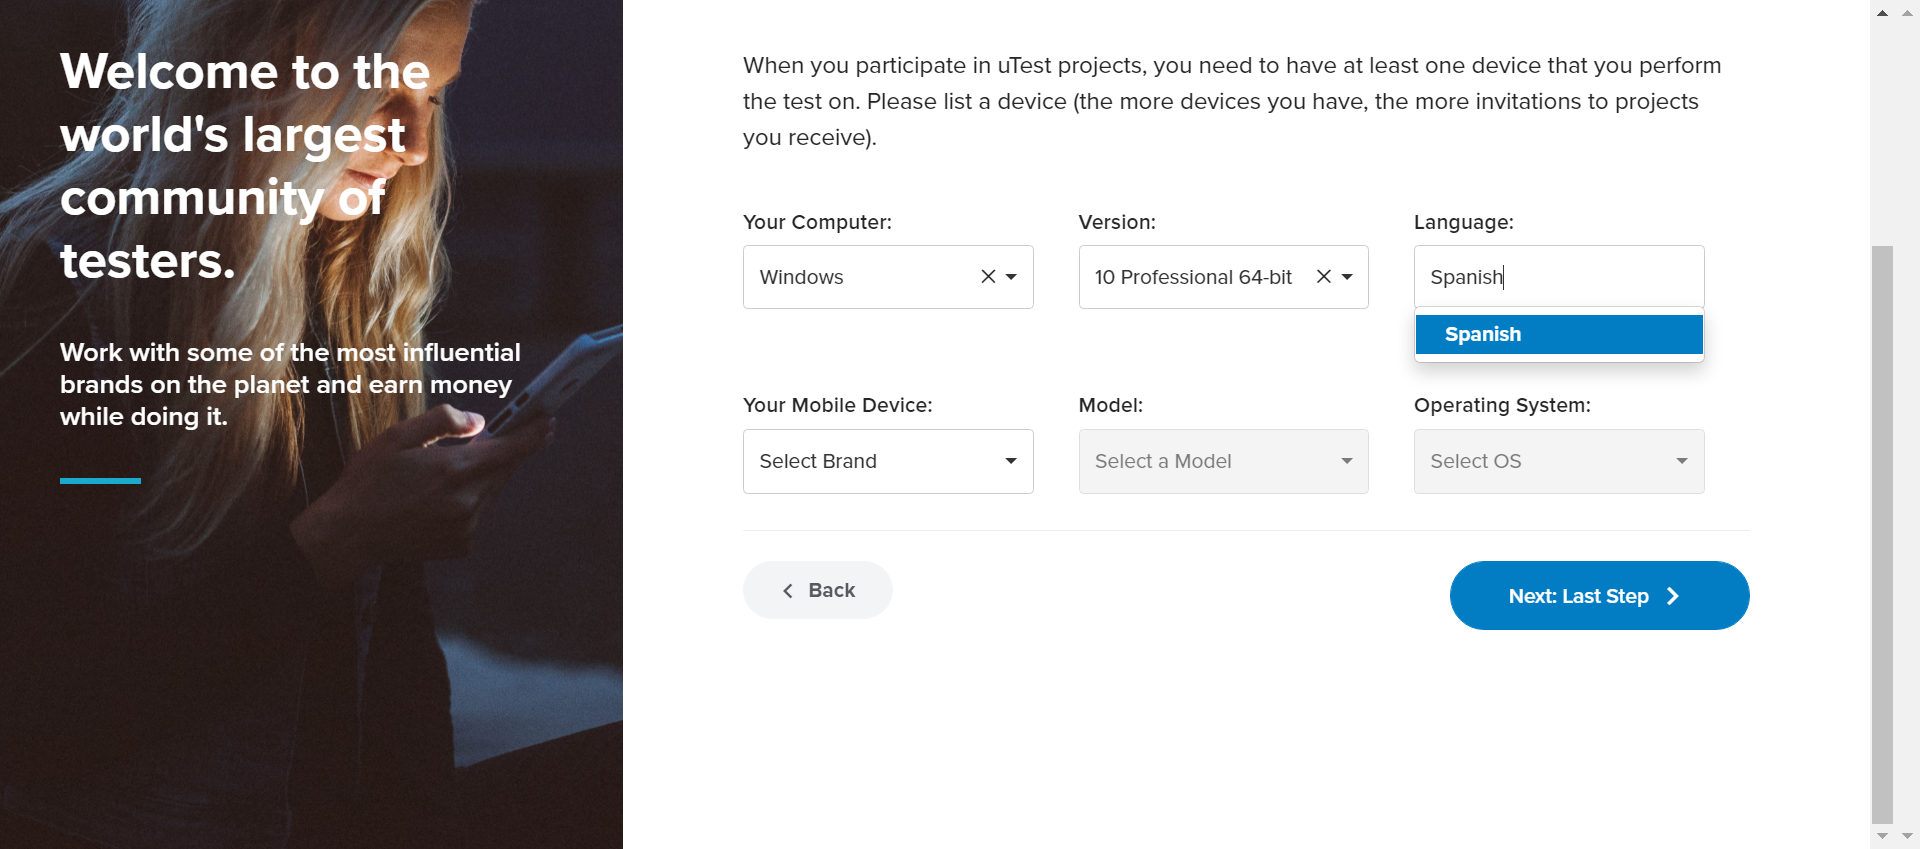 Welcome to the
world's largest
community of
testers.
Work with some of the most influential
brands on the planet and earn money
while doing it.
When you participate in uTest projects, you need to have at least one device that you perform
the test on. Please list a device (the more devices you have, the more invitations to projects
you receive).
Your Computer: Version: Language:
Windows 10 Professional 64-bit Spanish
Spanish
Your Mobile Device: Model: Operating System:
Select Brand Select a Model Select OS
Back Next: Last Step